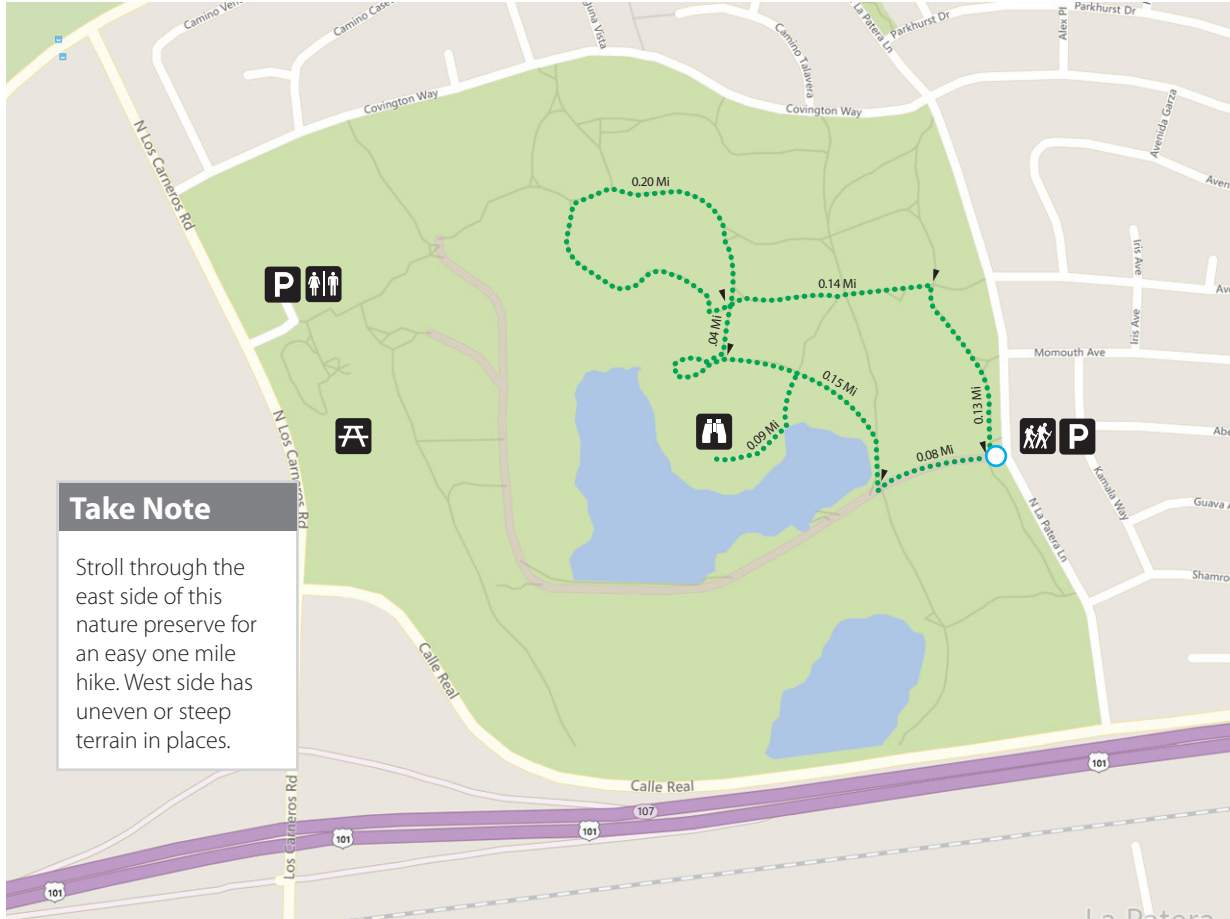 Camino Casc
guna Vista
Camino Talavera
La Patera Ln
Parkhurst Dr
Parkhurst Dr
Alex Pl
Covington Way
Covington Way
Avenida Garza
N Los Carneros Rd
0.20 Mi
0.14 Mi
.04 Mi
0.15 Mi
0.09 Mi
0.13 Mi
0.08 Mi
Iris Ave
Iris Ave
Momouth Ave
P
P
Kamala Way
Guava A
Shamro
N La Patera Ln
N Los Carneros Rd
Take Note
Stroll through the
east side of this
nature preserve for
an easy one mile
hike. West side has
uneven or steep
terrain in places.
Calle Real
Calle Real
Los Carneros Rd
107
101
101
101
101
La Patera